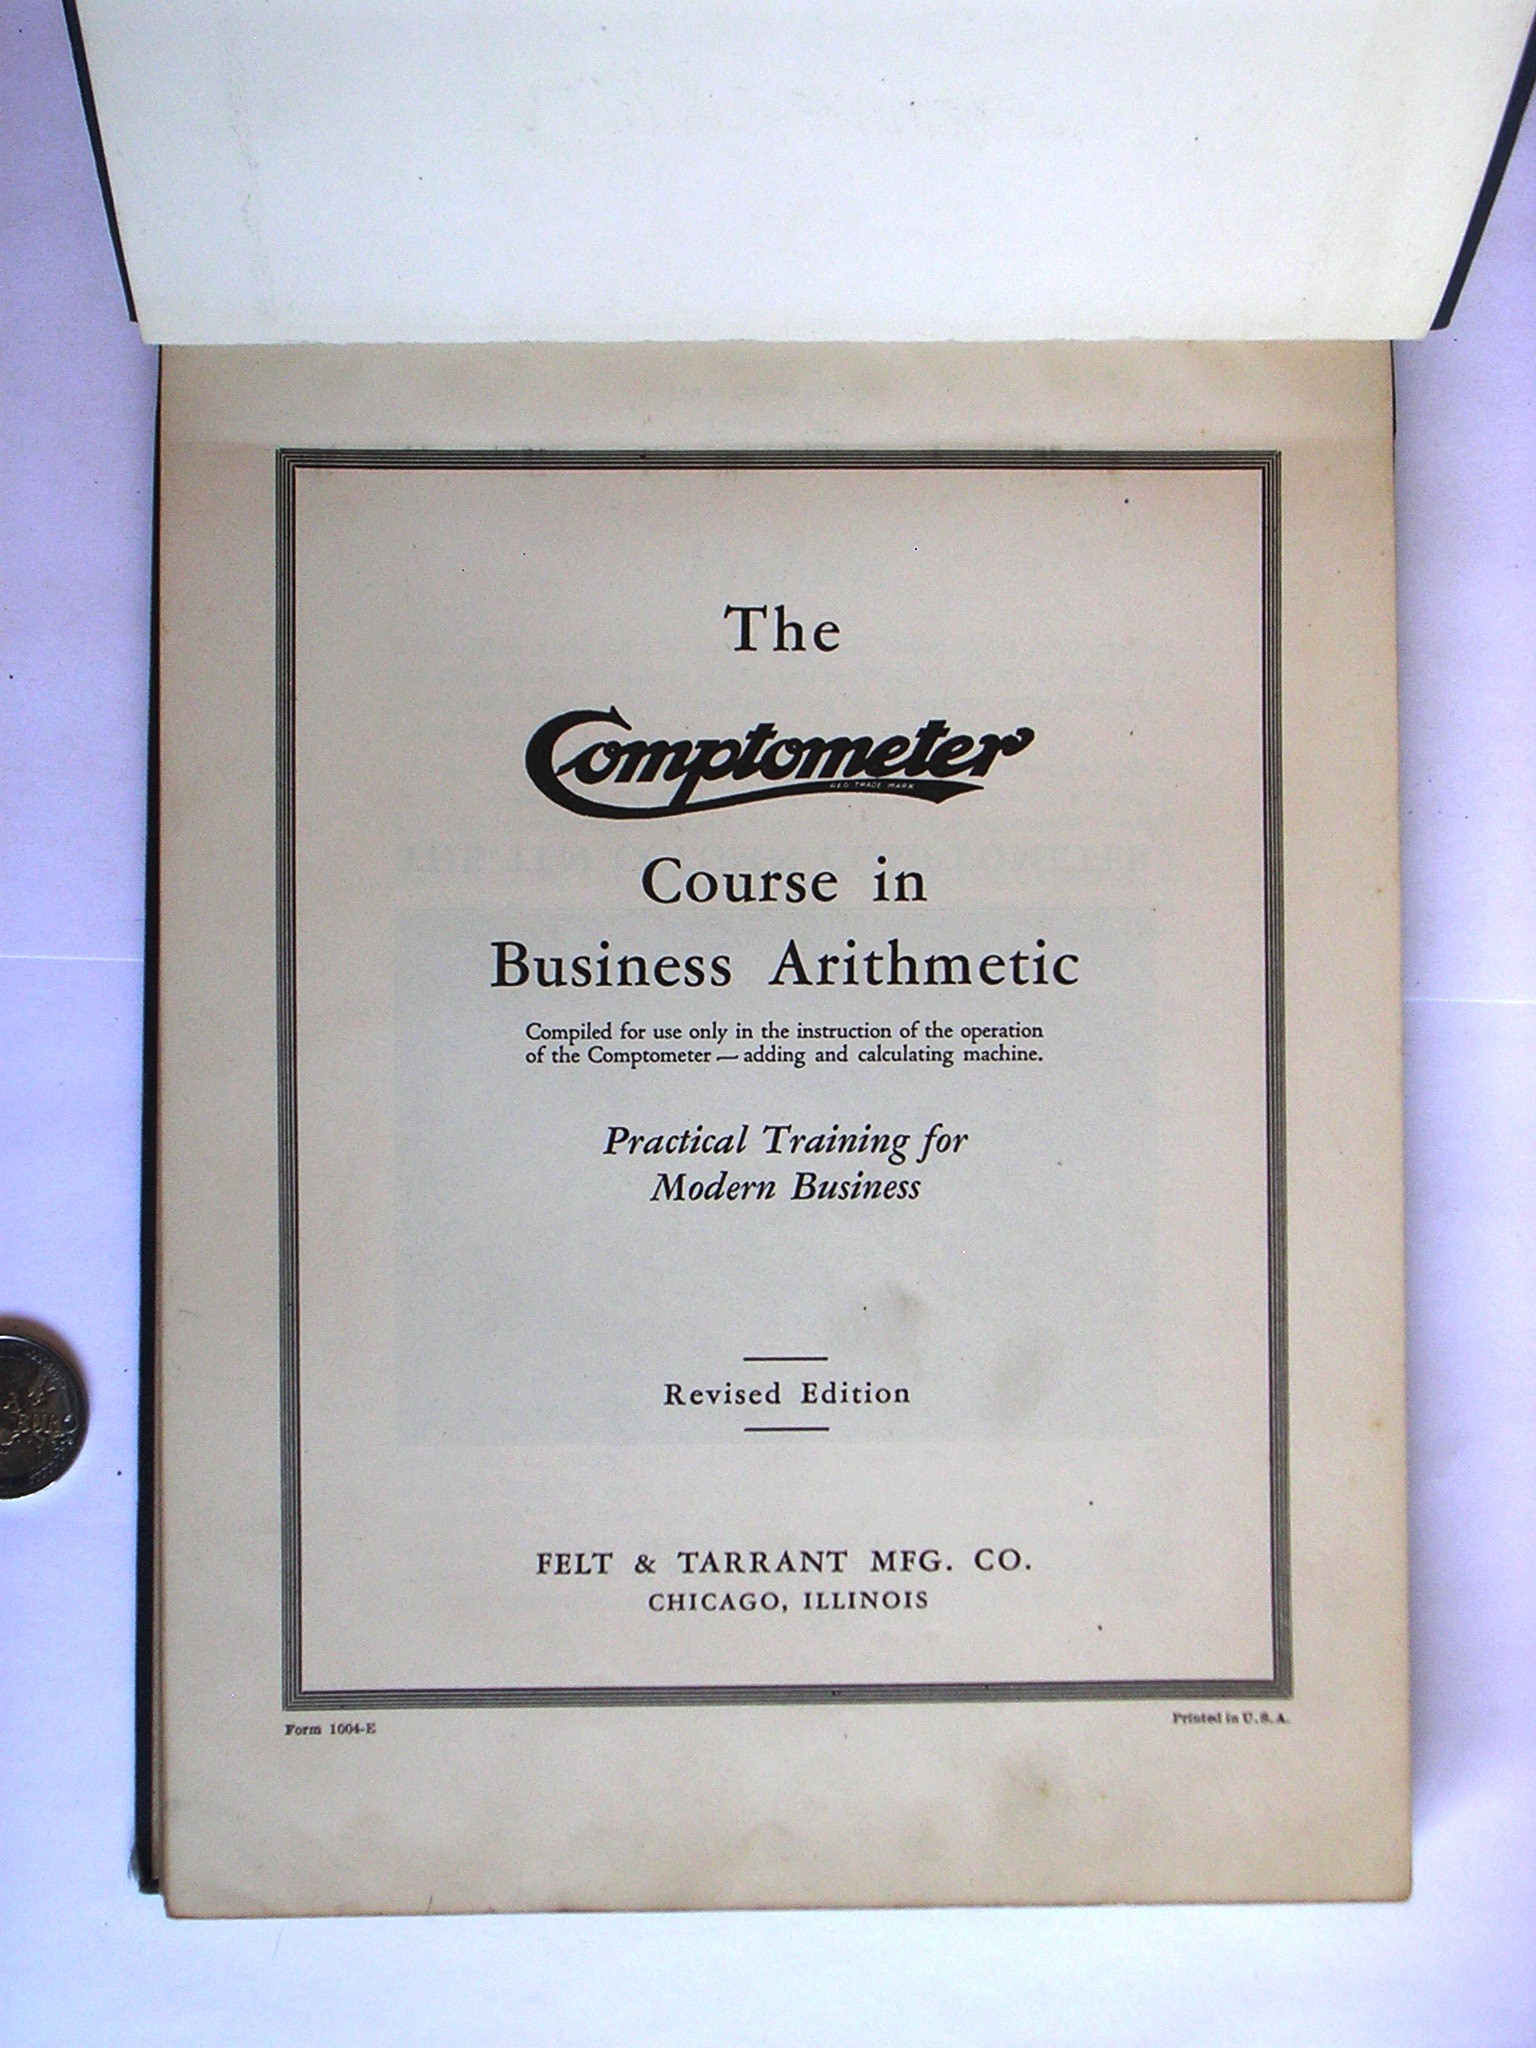 The
Comptometer
REG. TRADE MARK
Course in
Business Arithmetic
Compiled for use only in the instruction of the operation
of the Comptometer — adding and calculating machine.
Practical Training for
Modern Business
Revised Edition
FELT & TARRANT MFG. CO.
CHICAGO, ILLINOIS
Form 1004-E
Printed in U. S. A.
EURO